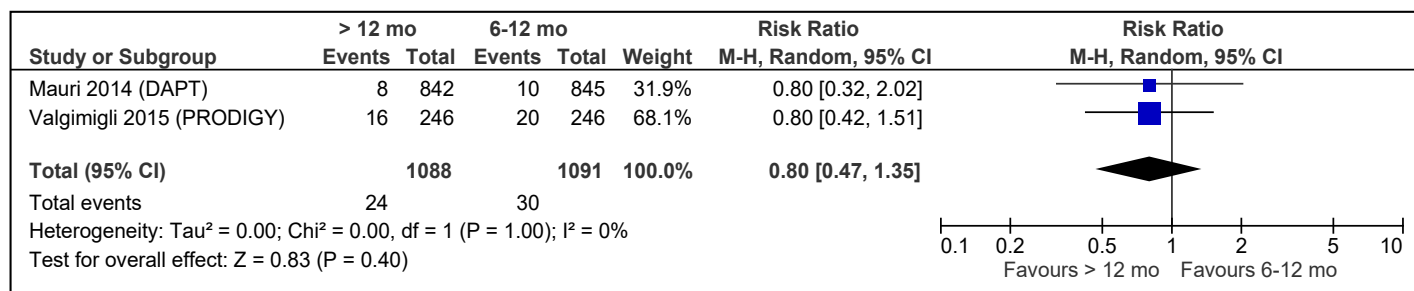 > 12 mo 6-12 mo Risk Ratio Risk Ratio
Study or Subgroup Events Total Events Total Weight M-H, Random, 95% CI M-H, Random, 95% CI
Mauri 2014 (DAPT) 8 842 10 845 31.9% 0.80 [0.32, 2.02]
Valgimigli 2015 (PRODIGY) 16 246 20 246 68.1% 0.80 [0.42, 1.51]
Total (95% CI) 1088 1091 100.0% 0.80 [0.47, 1.35]
Total events 24 30
Heterogeneity: Tau² = 0.00; Chi² = 0.00, df = 1 (P = 1.00); I² = 0%
Test for overall effect: Z = 0.83 (P = 0.40)
0.1 0.2 0.5 1 2 5 10
Favours > 12 mo Favours 6-12 mo